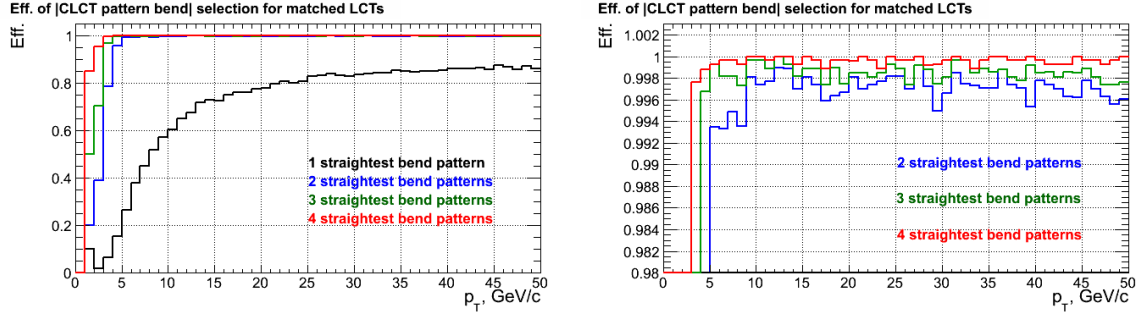 Eff. of |CLCT pattern bend| selection for matched LCTs
Eff.
1
0.8
0.6
0.4
0.2
0
1 straightest bend pattern
2 straightest bend patterns
3 straightest bend patterns
4 straightest bend patterns
0 5 10 15 20 25 30 35 40 45 50
p_T, GeV/c
Eff. of |CLCT pattern bend| selection for matched LCTs
Eff.
1.002
1
0.998
0.996
0.994
0.992
0.99
0.988
0.986
0.984
0.982
0.98
2 straightest bend patterns
3 straightest bend patterns
4 straightest bend patterns
0 5 10 15 20 25 30 35 40 45 50
p_T, GeV/c